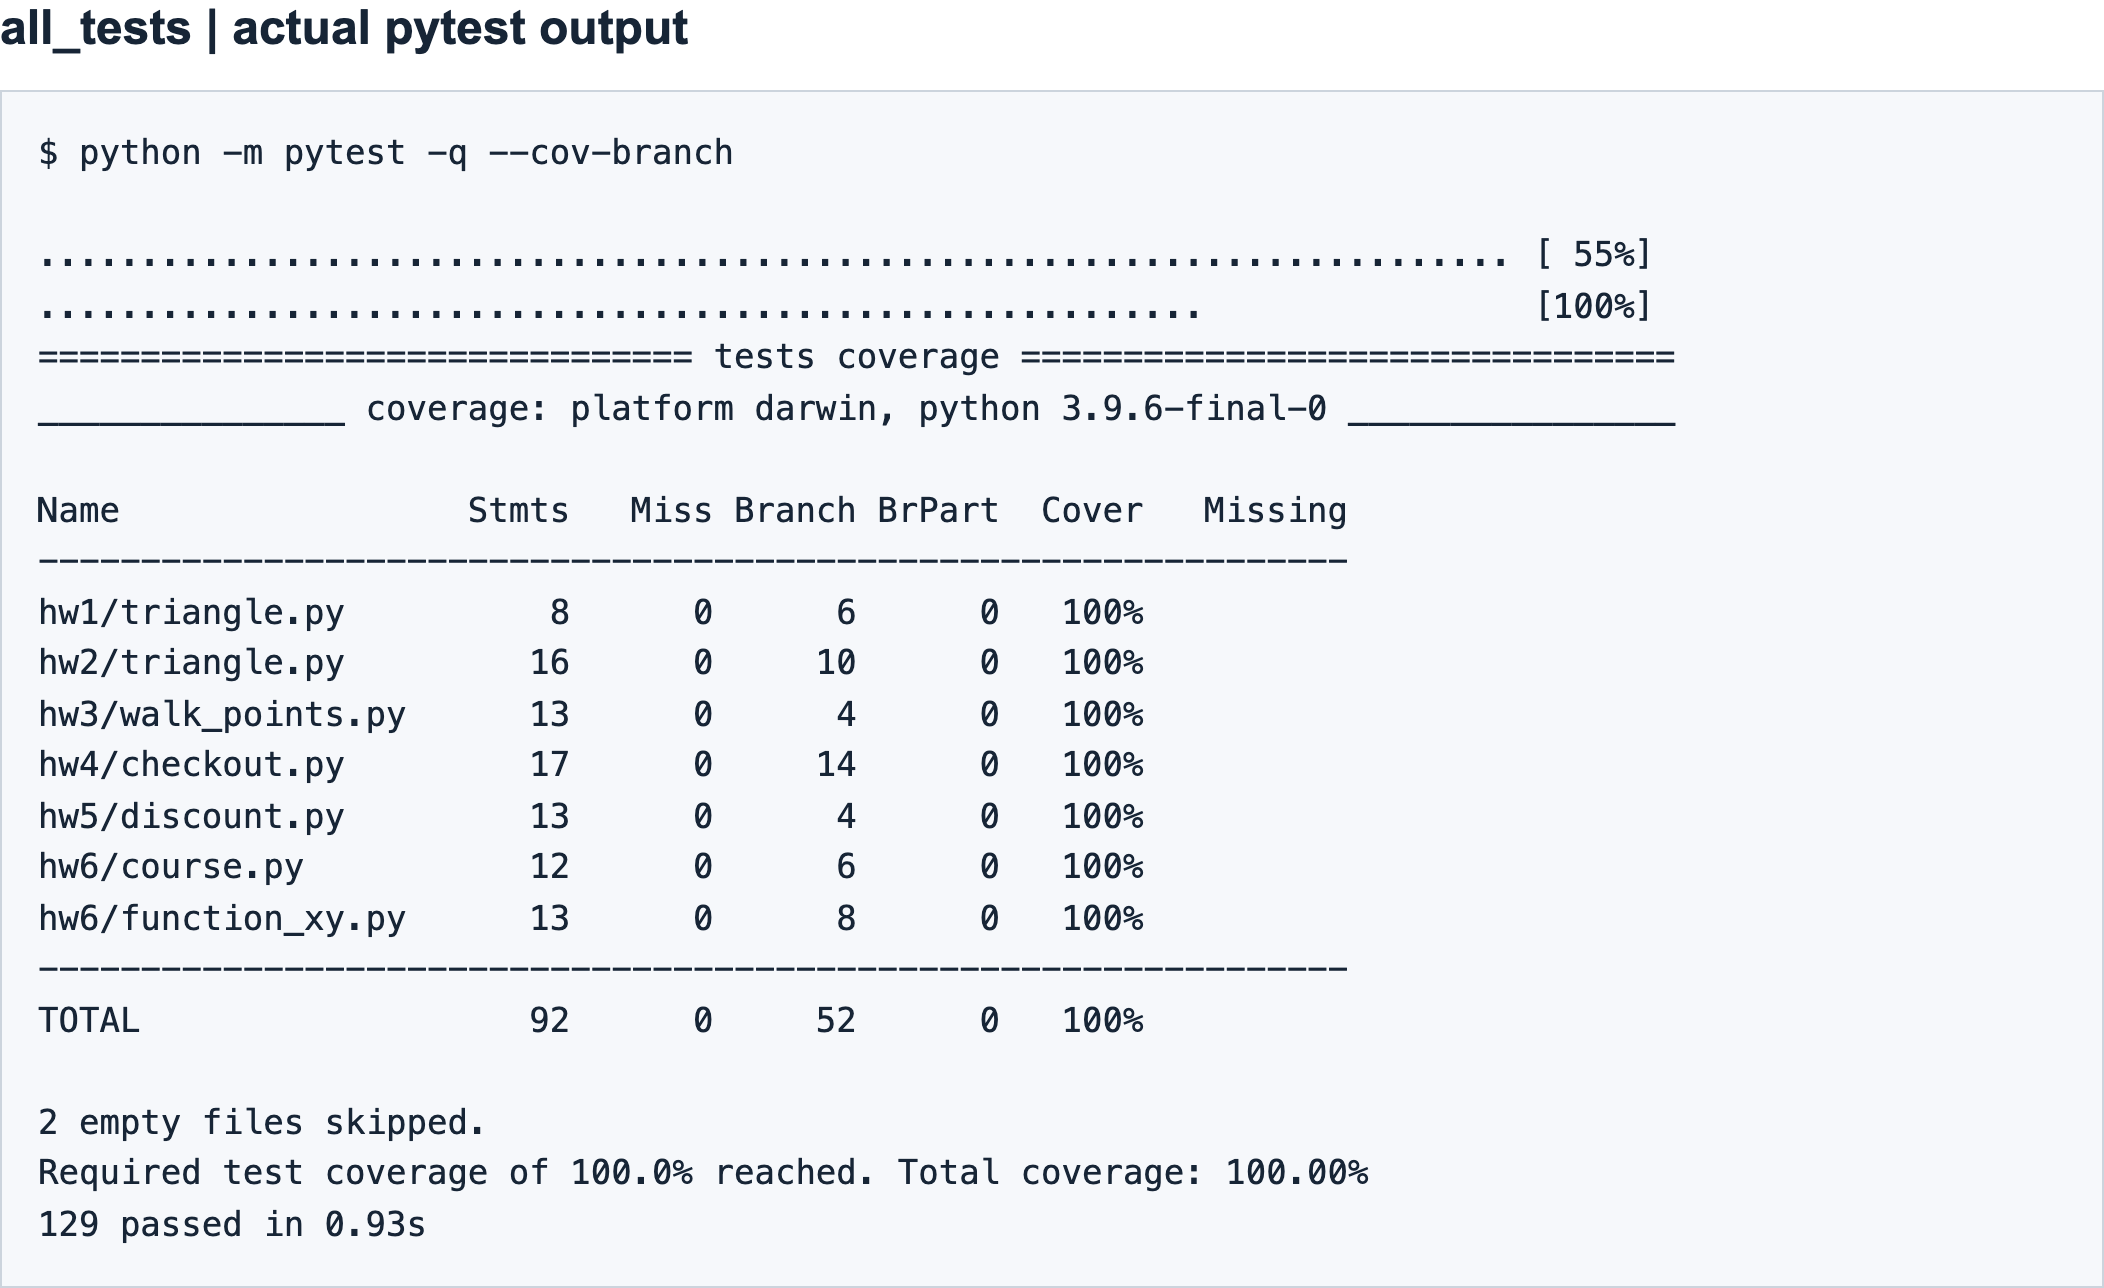 all_tests | actual pytest output
$ python -m pytest -q --cov-branch
........................................................................ [ 55%]
.........................................................                [100%]
================================ tests coverage ================================
_______________ coverage: platform darwin, python 3.9.6-final-0 ________________
Name                 Stmts   Miss Branch BrPart  Cover   Missing
----------------------------------------------------------------
hw1/triangle.py          8      0      6      0   100%
hw2/triangle.py         16      0     10      0   100%
hw3/walk_points.py      13      0      4      0   100%
hw4/checkout.py         17      0     14      0   100%
hw5/discount.py         13      0      4      0   100%
hw6/course.py           12      0      6      0   100%
hw6/function_xy.py      13      0      8      0   100%
----------------------------------------------------------------
TOTAL                   92      0     52      0   100%
2 empty files skipped.
Required test coverage of 100.0% reached. Total coverage: 100.00%
129 passed in 0.93s